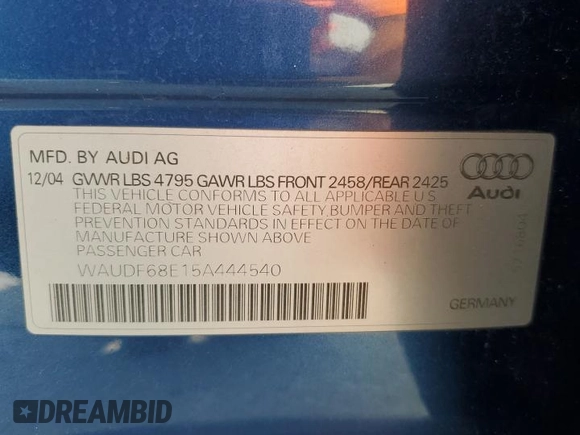 MFD. BY AUDI AG
12/04 GVWR LBS 4795 GAWR LBS FRONT 2458/REAR 2425
THIS VEHICLE CONFORMS TO ALL APPLICABLE U S
FEDERAL MOTOR VEHICLE SAFETY, BUMPER AND THEFT
PREVENTION STANDARDS IN EFFECT ON THE DATE OF
MANUFACTURE SHOWN ABOVE
PASSENGER CAR
WAUDF68E15A444540
Audi
GERMANY
DREAMBID